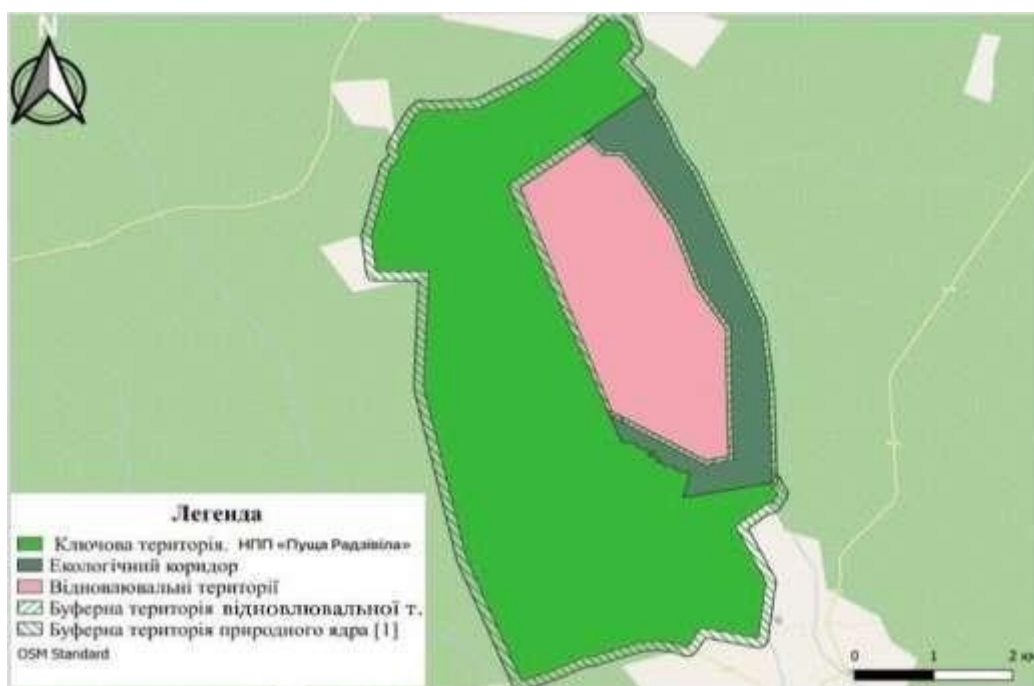 N
Легенда
Ключова територія. НПП «Пуща Радзівіла»
Екологічний коридор
Відновлювальні території
Буферна територія відновлювальної т.
Буферна територія природного ядра [1]
OSM Standard
0 1 2 км